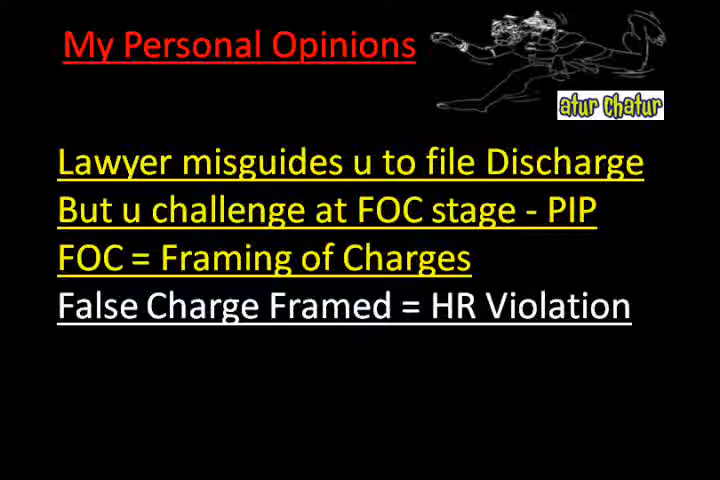 My Personal Opinions
atur chatur
Lawyer misguides u to file Discharge
But u challenge at FOC stage - PIP
FOC = Framing of Charges
False Charge Framed = HR Violation